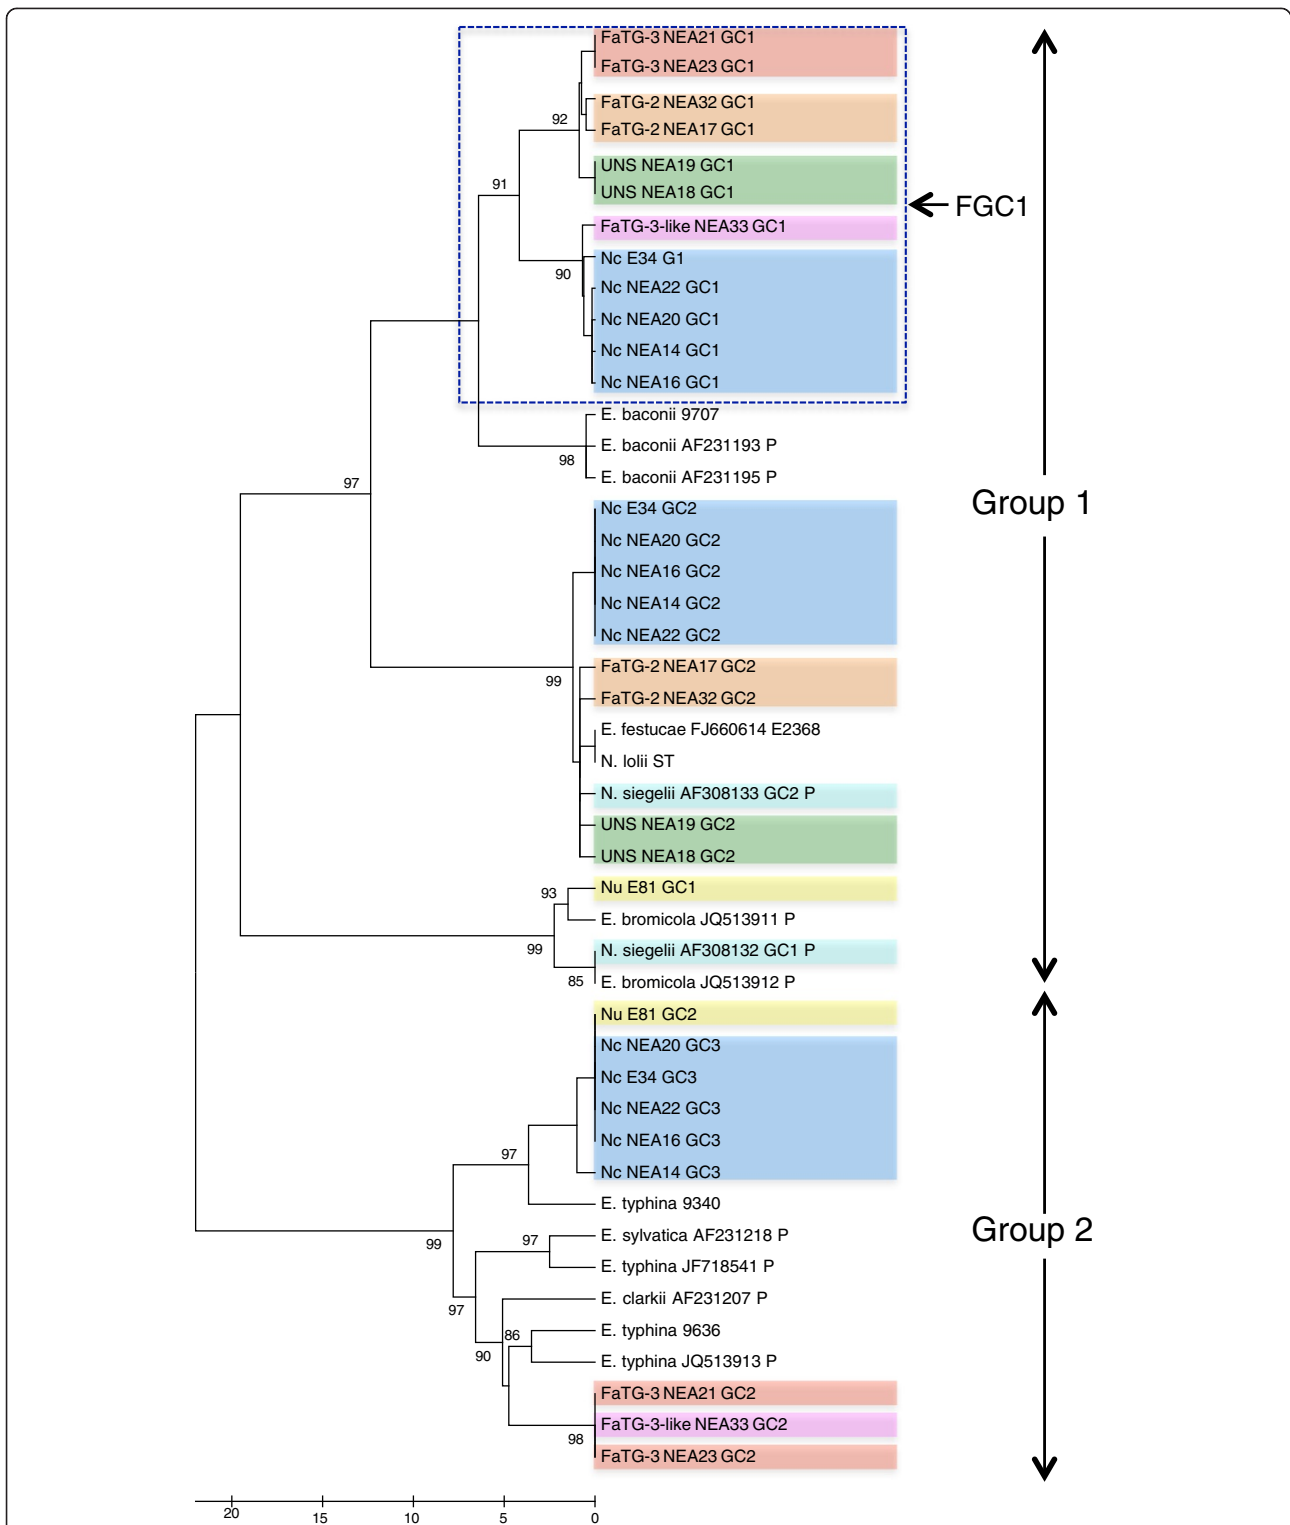 FaTG-3 NEA21 GC1
FaTG-3 NEA23 GC1
FaTG-2 NEA32 GC1
92
FaTG-2 NEA17 GC1
UNS NEA19 GC1
91
UNS NEA18 GC1
FGC1
FaTG-3-like NEA33 GC1
Nc E34 G1
90
Nc NEA22 GC1
Nc NEA20 GC1
Nc NEA14 GC1
Nc NEA16 GC1
E. baconii 9707
E. baconii AF231193 P
98
E. baconii AF231195 P
97
Group 1
Nc E34 GC2
Nc NEA20 GC2
Nc NEA16 GC2
Nc NEA14 GC2
Nc NEA22 GC2
FaTG-2 NEA17 GC2
99
FaTG-2 NEA32 GC2
E. festucae FJ660614 E2368
N. lolii ST
N. siegelii AF308133 GC2 P
UNS NEA19 GC2
UNS NEA18 GC2
93
Nu E81 GC1
E. bromicola JQ513911 P
99
N. siegelii AF308132 GC1 P
85
E. bromicola JQ513912 P
Nu E81 GC2
Nc NEA20 GC3
Nc E34 GC3
Nc NEA22 GC3
Nc NEA16 GC3
97
Nc NEA14 GC3
E. typhina 9340
Group 2
99
97
E. sylvatica AF231218 P
E. typhina JF718541 P
E. clarkii AF231207 P
97
86
E. typhina 9636
90
E. typhina JQ513913 P
FaTG-3 NEA21 GC2
FaTG-3-like NEA33 GC2
98
FaTG-3 NEA23 GC2
20
15
10
5
0